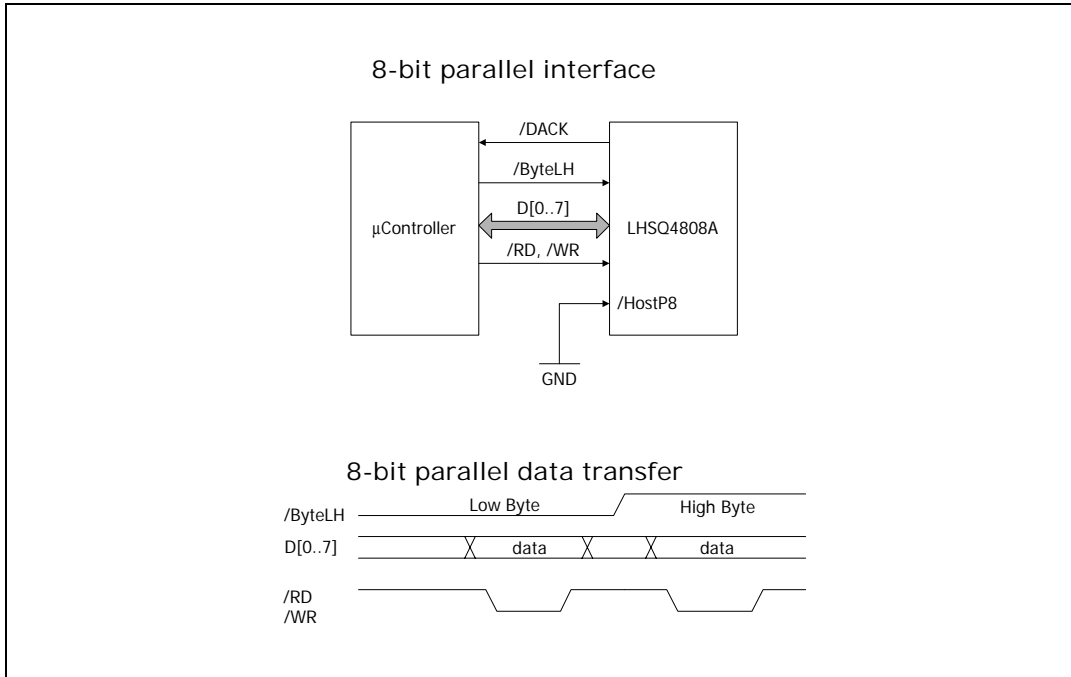 8-bit parallel interface
/DACK
/ByteLH
D[0..7]
µController
LHSQ4808A
/RD, /WR
/HostP8
GND
8-bit parallel data transfer
/ByteLH
Low Byte
High Byte
D[0..7]
data
data
/RD
/WR